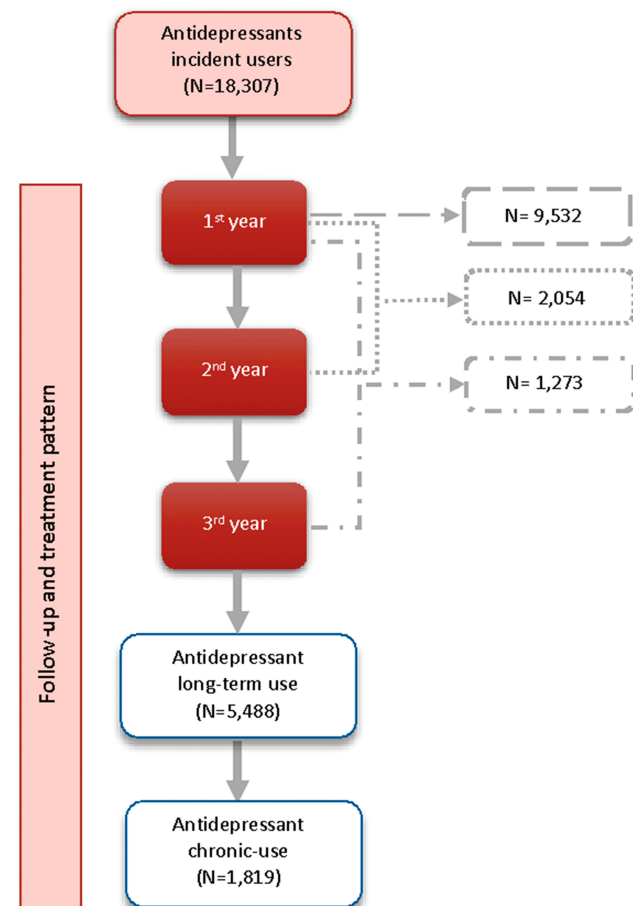 Antidepressants
incident users
(N=18,307)
Follow-up and treatment pattern
1st year
N= 9,532
N= 2,054
2nd year
N= 1,273
3rd year
Antidepressant
long-term use
(N=5,488)
Antidepressant
chronic-use
(N=1,819)